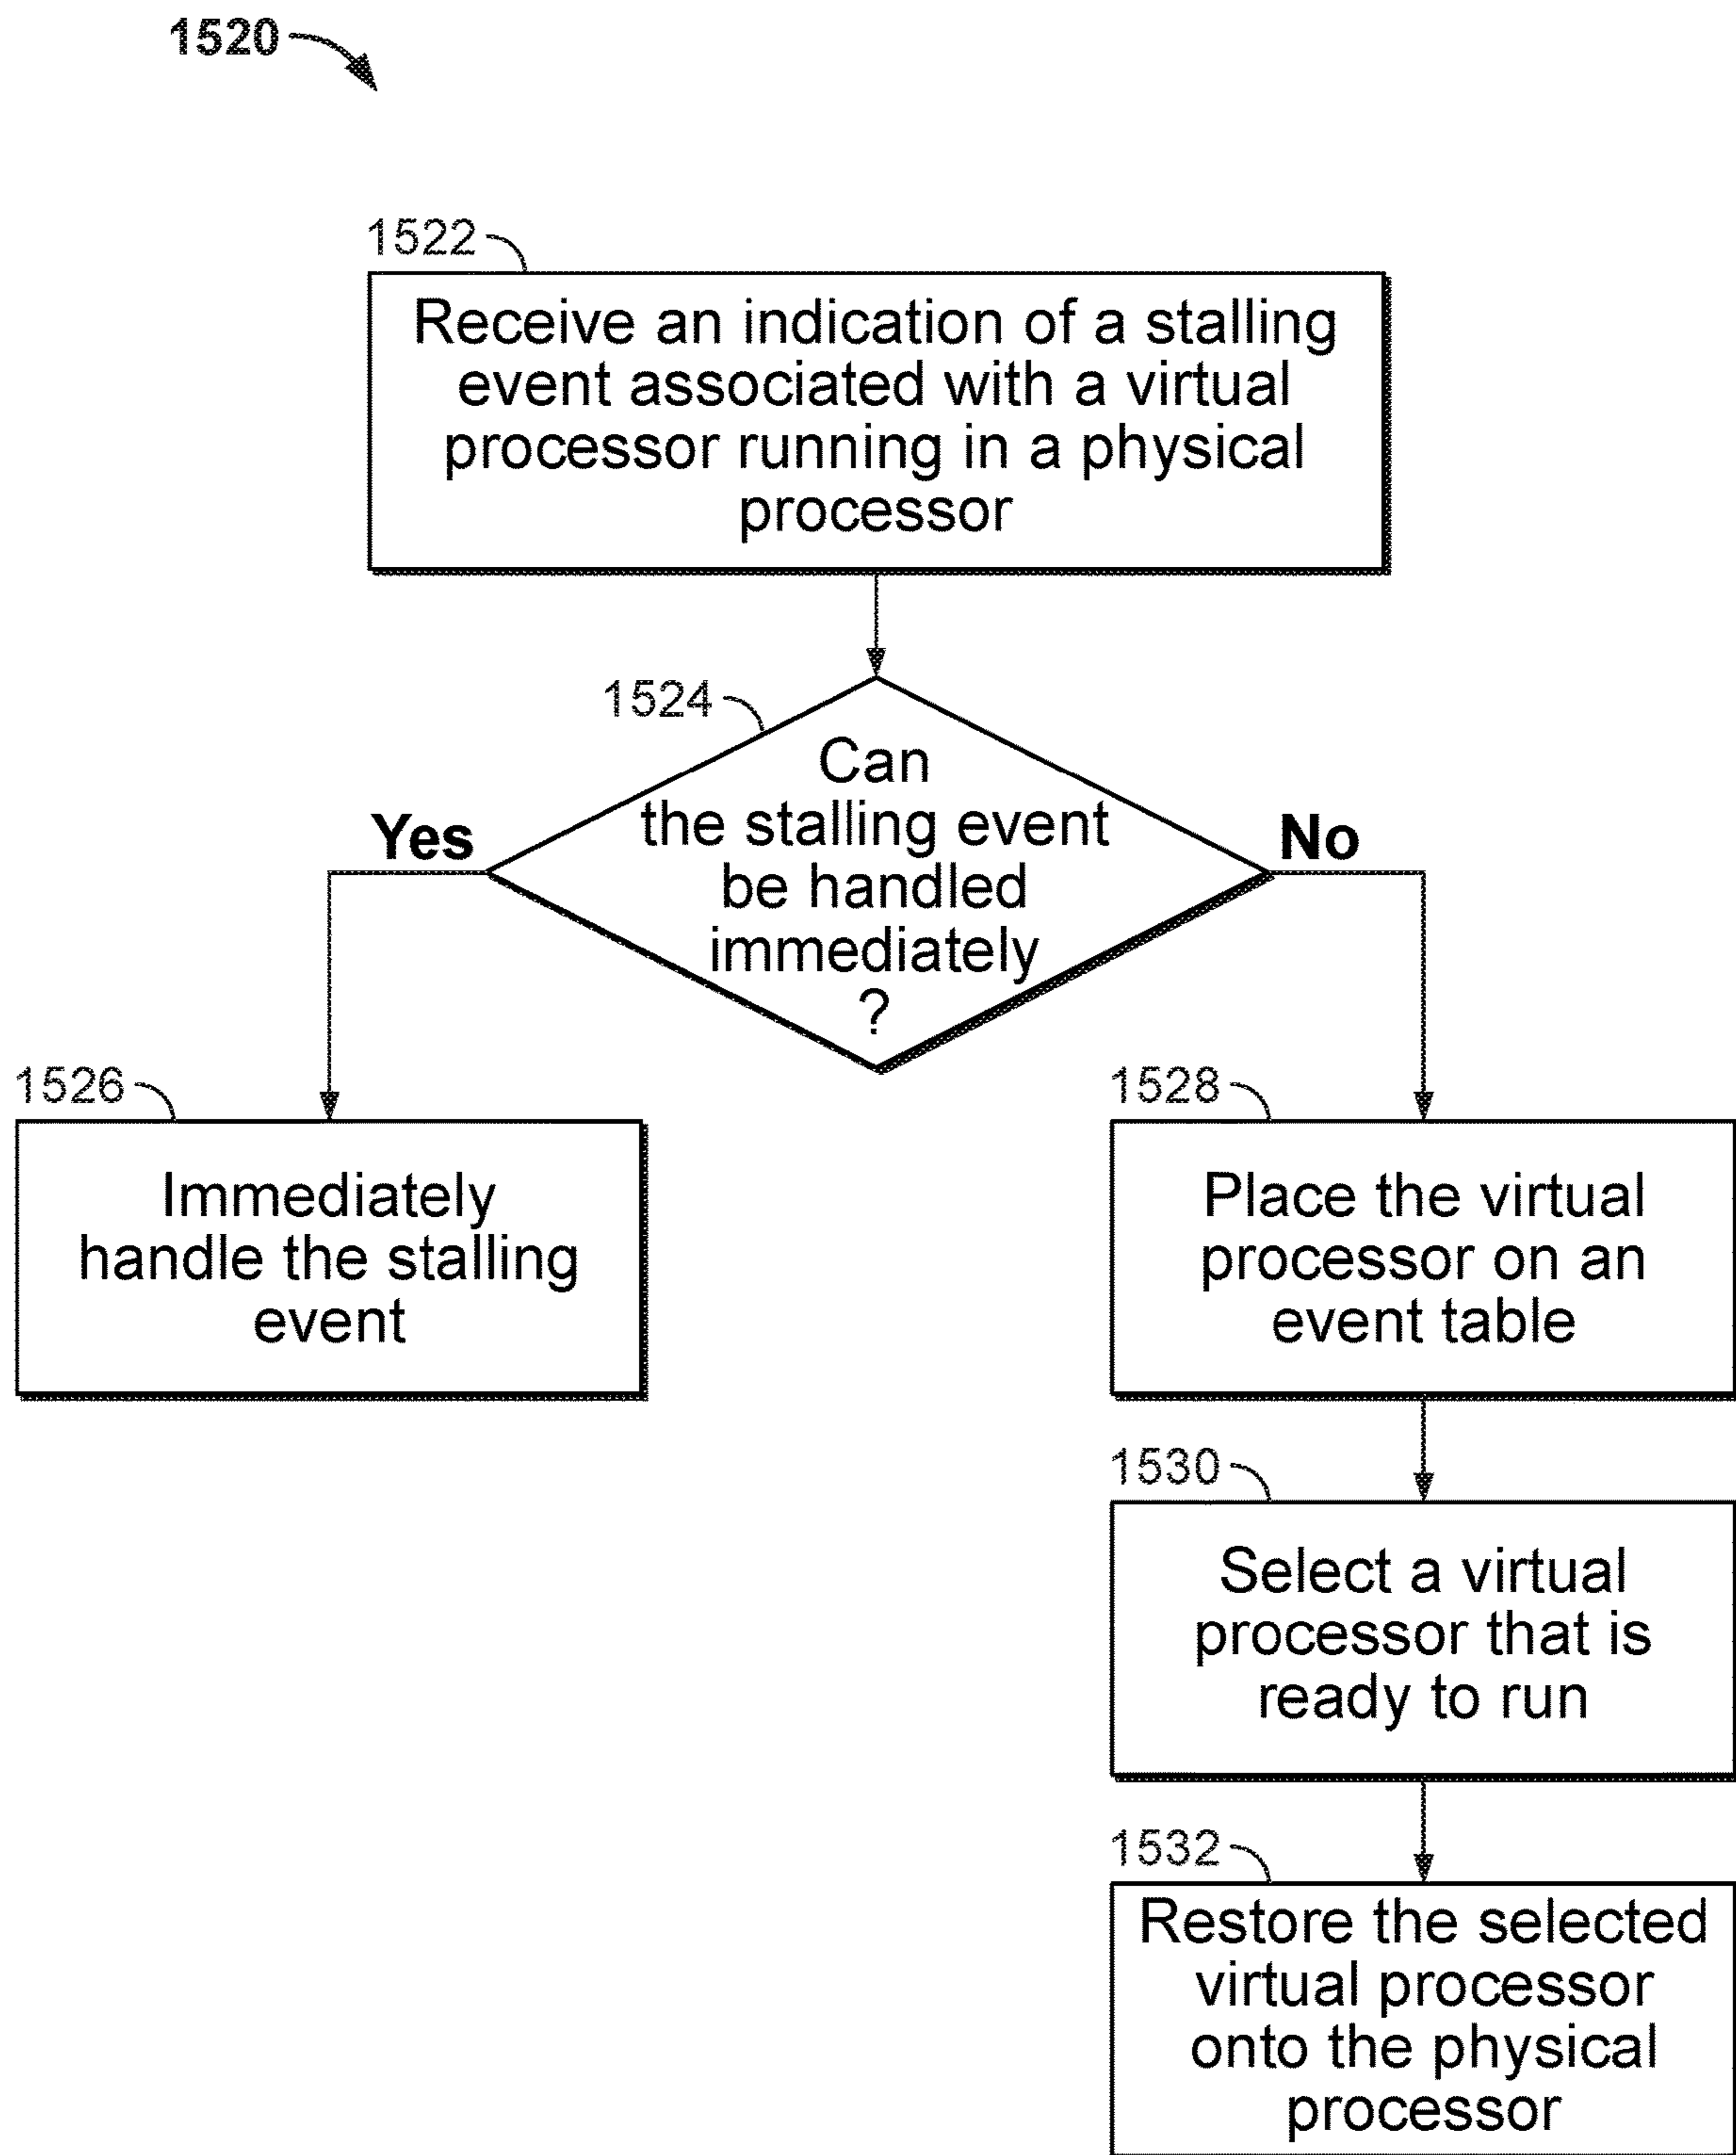 1520
1522
Receive an indication of a stalling
event associated with a virtual
processor running in a physical
processor
1524
Can
the stalling event
be handled
immediately
?
Yes
No
1526
Immediately
handle the stalling
event
1528
Place the virtual
processor on an
event table
1530
Select a virtual
processor that is
ready to run
1532
Restore the selected
virtual processor
onto the physical
processor